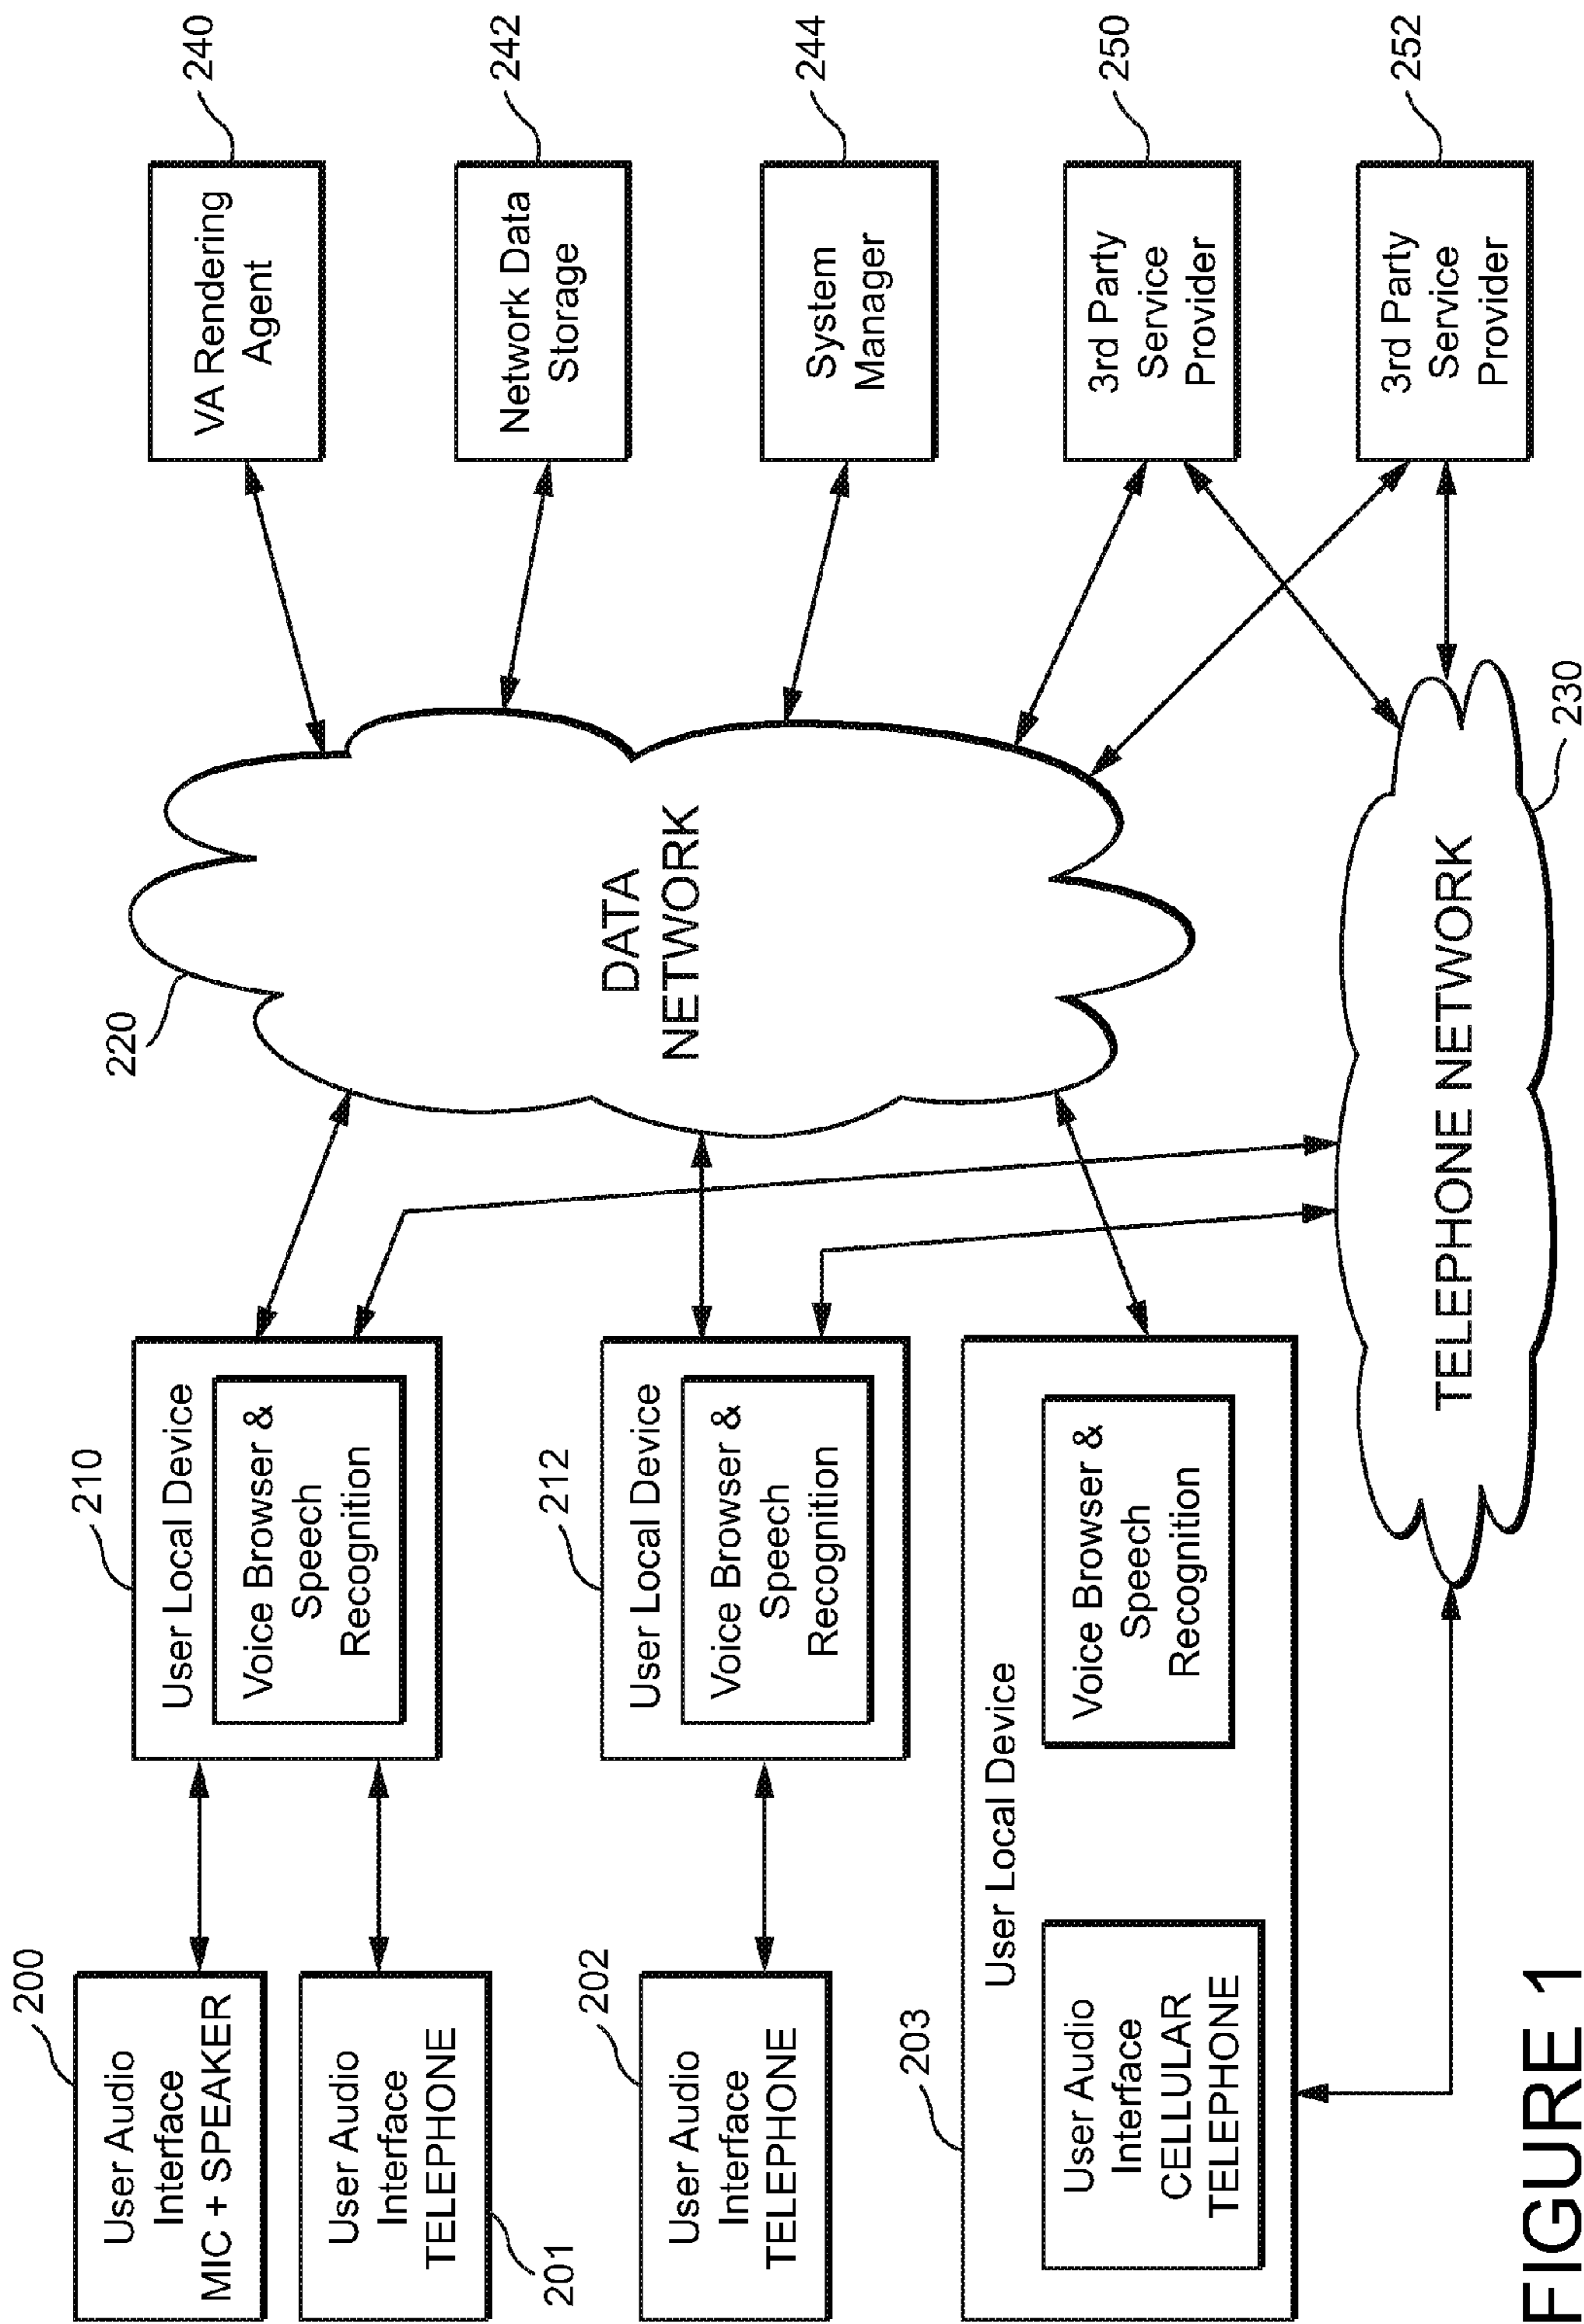 200
User Audio
Interface
MIC + SPEAKER
User Audio
Interface
TELEPHONE
201
202
User Audio
Interface
TELEPHONE
203
User Local Device
User Audio
Interface
CELLULAR
TELEPHONE
Voice Browser &
Speech
Recognition
210
User Local Device
Voice Browser &
Speech
Recognition
212
User Local Device
Voice Browser &
Speech
Recognition
220
DATA
NETWORK
TELEPHONE NETWORK
230
VA Rendering
Agent
240
Network Data
Storage
242
System
Manager
244
3rd Party
Service
Provider
250
3rd Party
Service
Provider
252
FIGURE 1